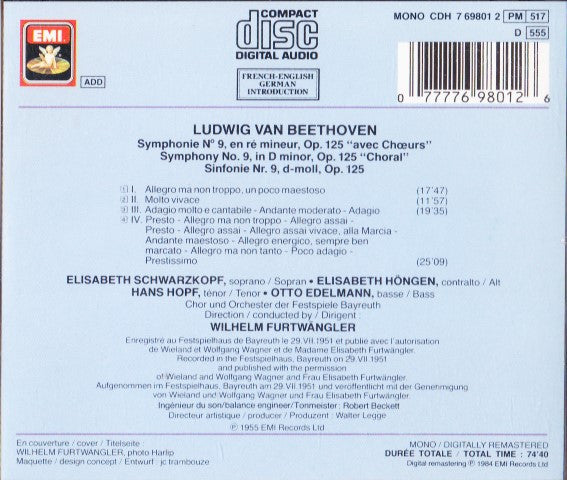 EMI
ADD
COMPACT
disc
DIGITAL AUDIO
FRENCH-ENGLISH
GERMAN
INTRODUCTION
MONO CDH 7 69801 2 PM 517
D 555
0 77776 98012 6
LUDWIG VAN BEETHOVEN
Symphonie N° 9, en ré mineur, Op. 125 "avec Chœurs"
Symphony No. 9, in D minor, Op. 125 "Choral"
Sinfonie Nr. 9, d-moll, Op. 125
1 I. Allegro ma non troppo, un poco maestoso (17'47)
2 II. Molto vivace (11'57)
3 III. Adagio molto e cantabile - Andante moderato - Adagio (19'35)
4 IV. Presto - Allegro ma non troppo - Allegro assai -
Presto - Allegro assai - Allegro assai vivace, alla Marcia -
Andante maestoso - Allegro energico, sempre ben
marcato - Allegro ma non tanto - Poco adagio -
Prestissimo (25'09)
ELISABETH SCHWARZKOPF, soprano / Sopran • ELISABETH HÖNGEN, contralto / Alt
HANS HOPF, ténor / Tenor • OTTO EDELMANN, basse / Bass
Chor und Orchester der Festspiele Bayreuth
Direction / conducted by / Dirigent :
WILHELM FURTWÄNGLER
Enregistré au Festspielhaus de Bayreuth le 29.VII.1951 et publié avec l'autorisation
de Wieland et Wolfgang Wagner et de Madame Elisabeth Furtwängler.
Recorded in the Festspielhaus, Bayreuth on 29.VII.1951
and published with the permission
of Wieland and Wolfgang Wagner and Frau Elisabeth Furtwängler.
Aufgenommen im Festspielhaus, Bayreuth am 29.VII.1951 und veröffentlicht mit der Genehmigung
von Wieland und Wolfgang Wagner und Frau Elisabeth Furtwängler.
Ingénieur du son/balance engineer/Tonmeister : Robert Beckett
Directeur artistique / producer / Produzent : Walter Legge
℗ 1955 EMI Records Ltd
En couverture / cover / Titelseite
WILHELM FURTWÄNGLER, photo Harlip
Maquette / design concept / Entwurf : jc trambouze
MONO / DIGITALLY REMASTERED
DURÉE TOTALE / TOTAL TIME : 74'40
Digital remastering ℗ 1984 EMI Records Ltd